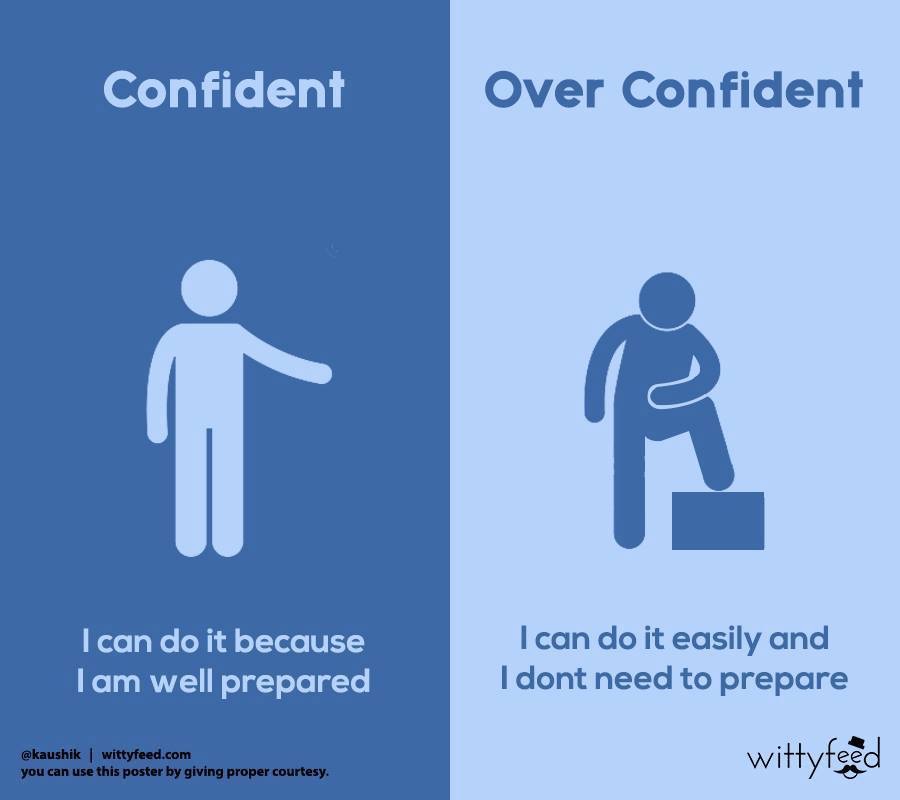 Confident
Over Confident
I can do it because
I am well prepared
I can do it easily and
I dont need to prepare
@kaushik | wittyfeed.com
you can use this poster by giving proper courtesy.
wittyfeed